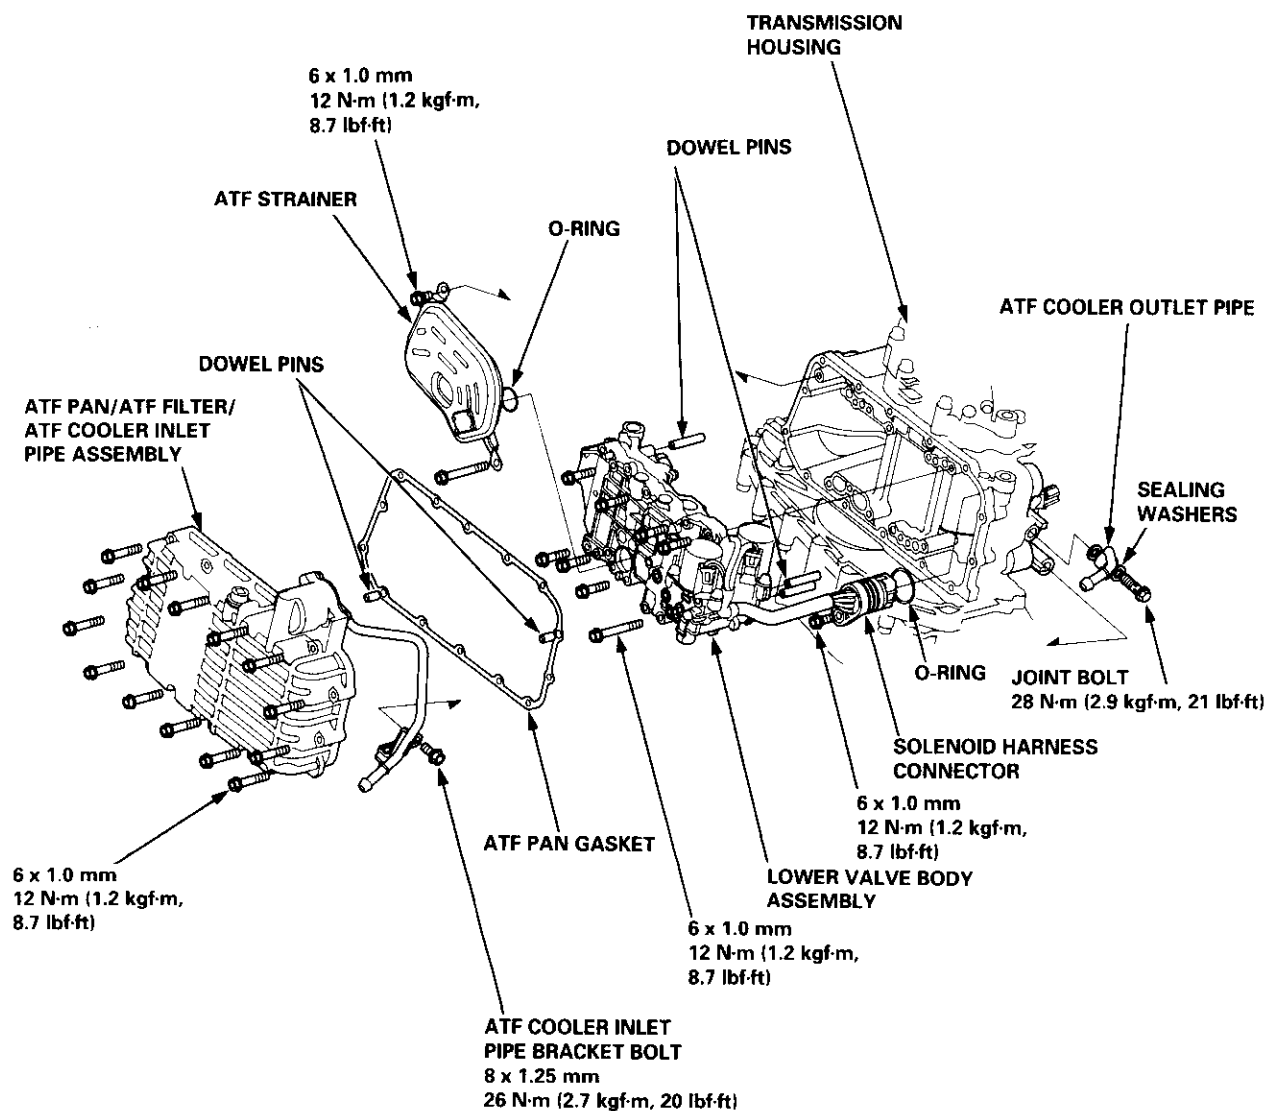 TRANSMISSION
HOUSING
6 x 1.0 mm
12 N·m (1.2 kgf·m,
8.7 lbf·ft)
DOWEL PINS
ATF STRAINER
O-RING
ATF COOLER OUTLET PIPE
DOWEL PINS
ATF PAN/ATF FILTER/
ATF COOLER INLET
PIPE ASSEMBLY
SEALING
WASHERS
O-RING
JOINT BOLT
28 N·m (2.9 kgf·m, 21 lbf·ft)
SOLENOID HARNESS
CONNECTOR
6 x 1.0 mm
12 N·m (1.2 kgf·m,
8.7 lbf·ft)
ATF PAN GASKET
LOWER VALVE BODY
ASSEMBLY
6 x 1.0 mm
12 N·m (1.2 kgf·m,
8.7 lbf·ft)
6 x 1.0 mm
12 N·m (1.2 kgf·m,
8.7 lbf·ft)
ATF COOLER INLET
PIPE BRACKET BOLT
8 x 1.25 mm
26 N·m (2.7 kgf·m, 20 lbf·ft)